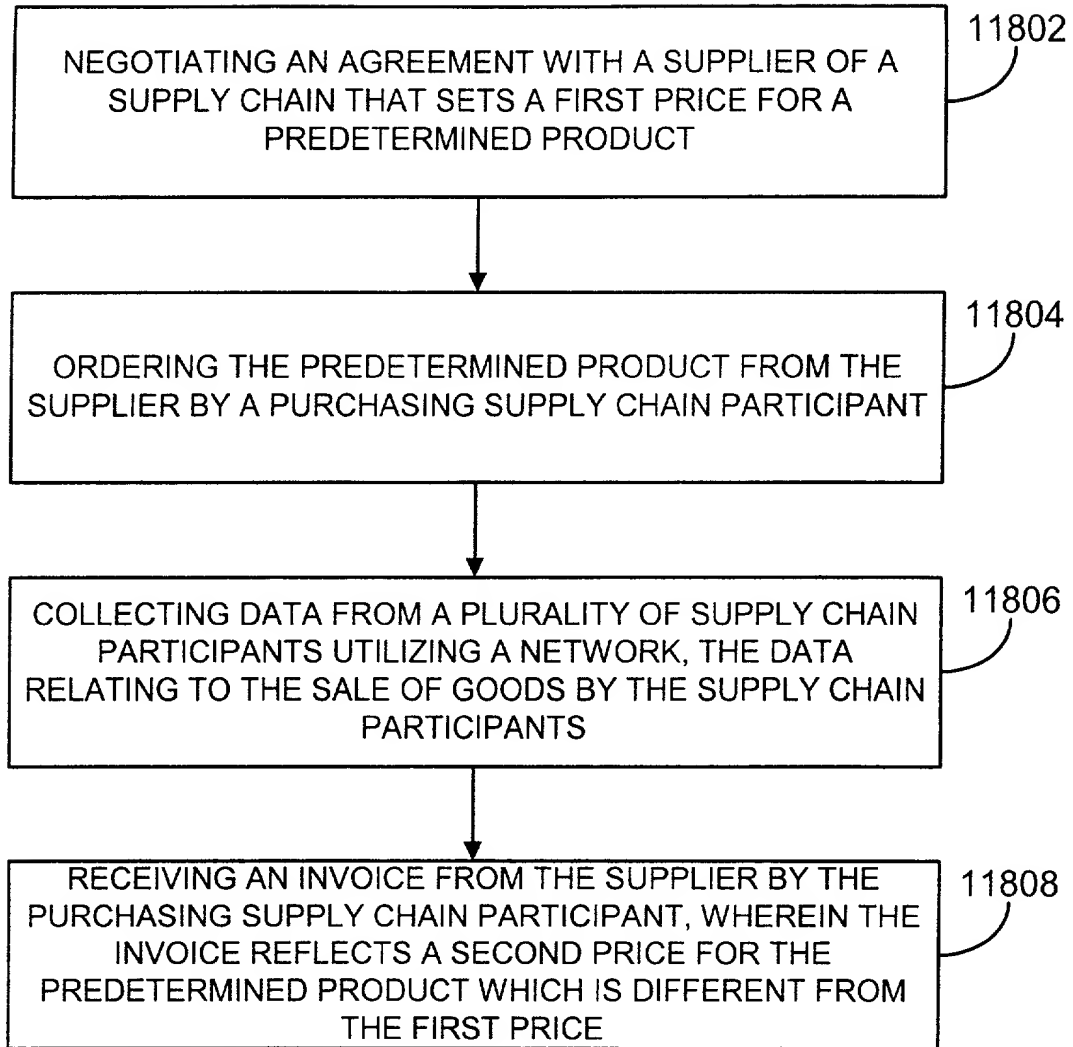 11802
NEGOTIATING AN AGREEMENT WITH A SUPPLIER OF A
SUPPLY CHAIN THAT SETS A FIRST PRICE FOR A
PREDETERMINED PRODUCT
11804
ORDERING THE PREDETERMINED PRODUCT FROM THE
SUPPLIER BY A PURCHASING SUPPLY CHAIN PARTICIPANT
11806
COLLECTING DATA FROM A PLURALITY OF SUPPLY CHAIN
PARTICIPANTS UTILIZING A NETWORK, THE DATA
RELATING TO THE SALE OF GOODS BY THE SUPPLY CHAIN
PARTICIPANTS
11808
RECEIVING AN INVOICE FROM THE SUPPLIER BY THE
PURCHASING SUPPLY CHAIN PARTICIPANT, WHEREIN THE
INVOICE REFLECTS A SECOND PRICE FOR THE
PREDETERMINED PRODUCT WHICH IS DIFFERENT FROM
THE FIRST PRICE